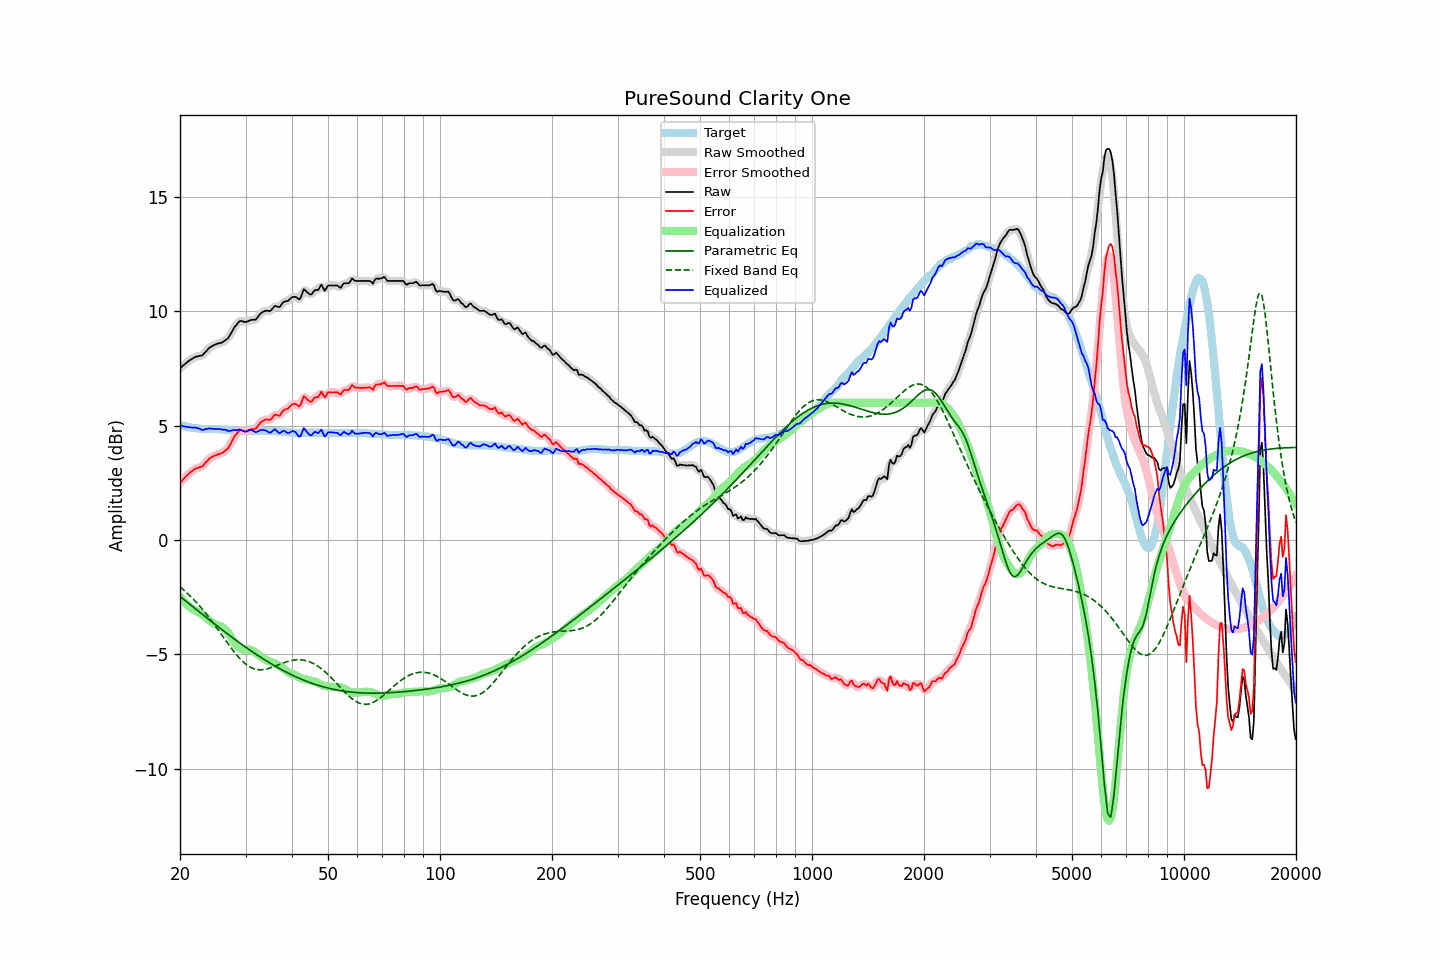 PureSound Clarity One
Target
Raw Smoothed
Error Smoothed
Raw
Error
Equalization
Parametric Eq
Fixed Band Eq
Equalized
Amplitude (dBr)
15
10
5
0
−5
−10
20
50
100
200
500
1000
2000
5000
10000
20000
Frequency (Hz)